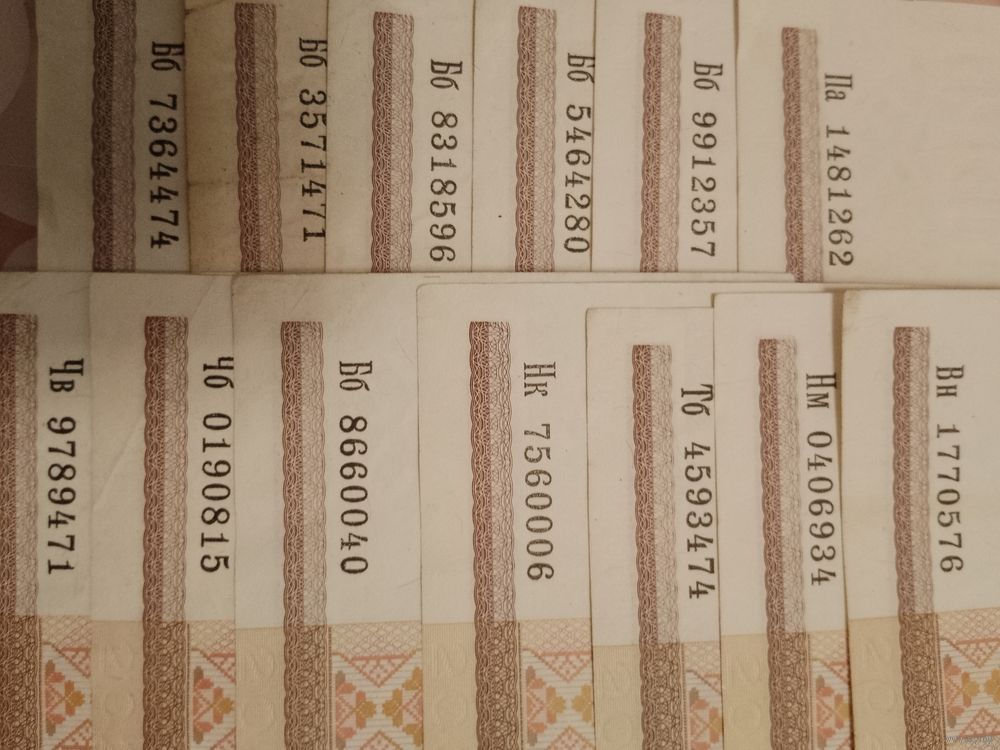 Бб 7364474
Бб 3571471
Бб 8318596
Бб 5464280
Бб 9912357
Па 1481262
Чв 9789471
Чб 0190815
Бб 8660040
Нк 7560006
Тб 4593474
Нм 0406934
Вн 1770576